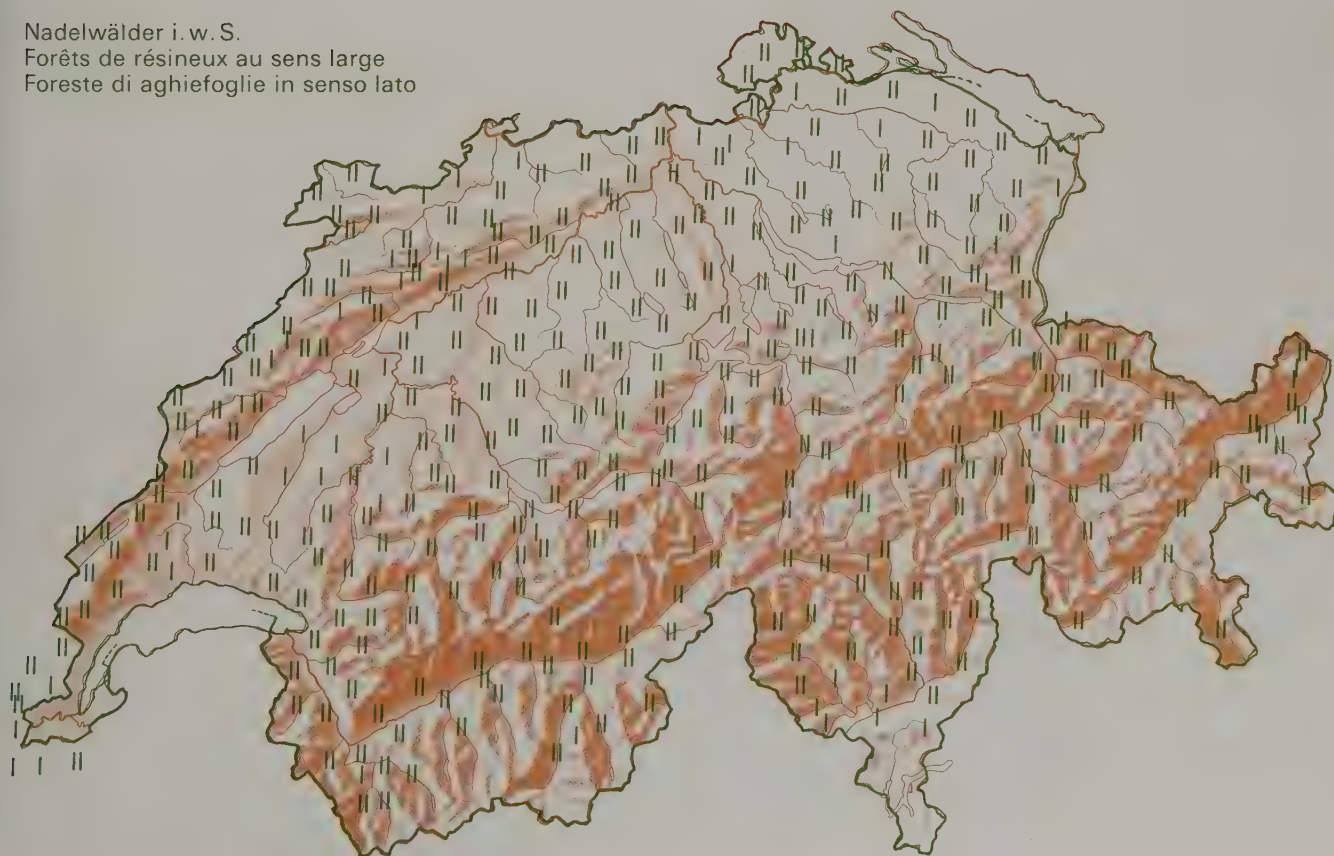 Nadelwälder i. w. S.
Forêts de résineux au sens large
Foreste di aghiefoglie in senso lato